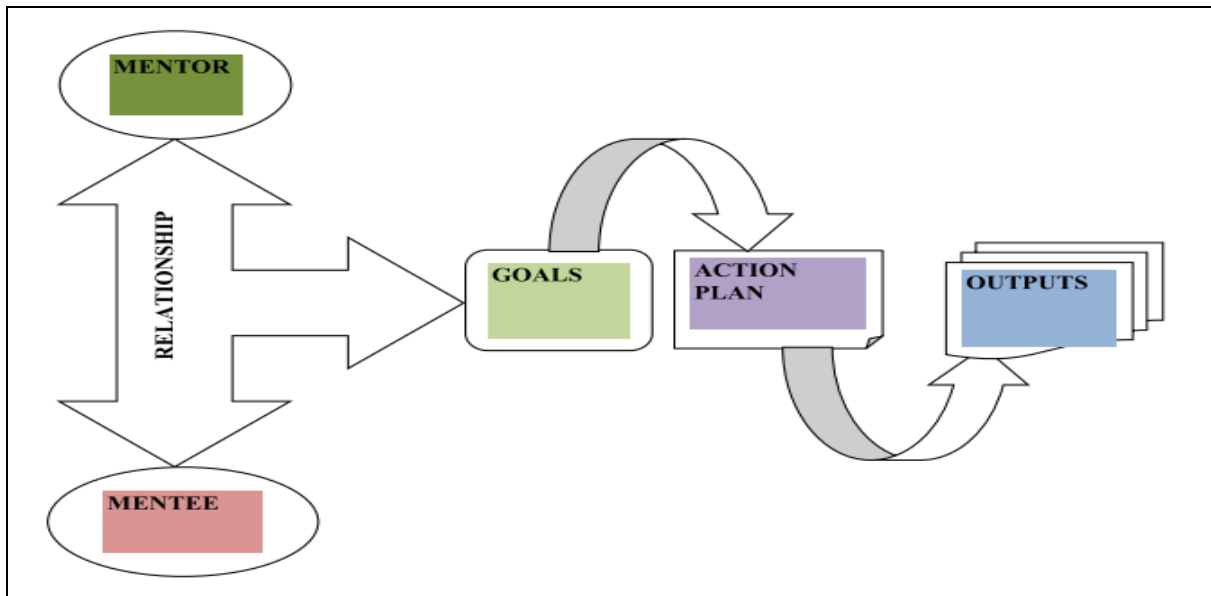 MENTOR
RELATIONSHIP
GOALS
ACTION
PLAN
OUTPUTS
MENTEE